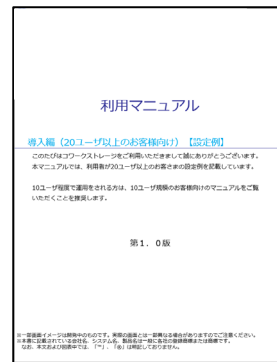 利用マニュアル
導入編（20ユーザ以上のお客様向け）【設定例】
このたびはコワークストレージをご利用いただきまして誠にありがとうございます。
本マニュアルでは、利用者が20ユーザ以上のお客さまの設定例を記載しています。
10ユーザ程度で運用をされる方は、10ユーザ規模のお客様向けのマニュアルをご覧
いただくことを推奨します。
第1．0版
※一部画面イメージは開発中のものです。実際の画面とは一部異なる場合がありますのでご注意ください。
※本書に記載されている会社名、システム名、製品名は一般に各社の登録商標または商標です。
なお、本文および図表中では、「™」、「®」は明記しておりません。